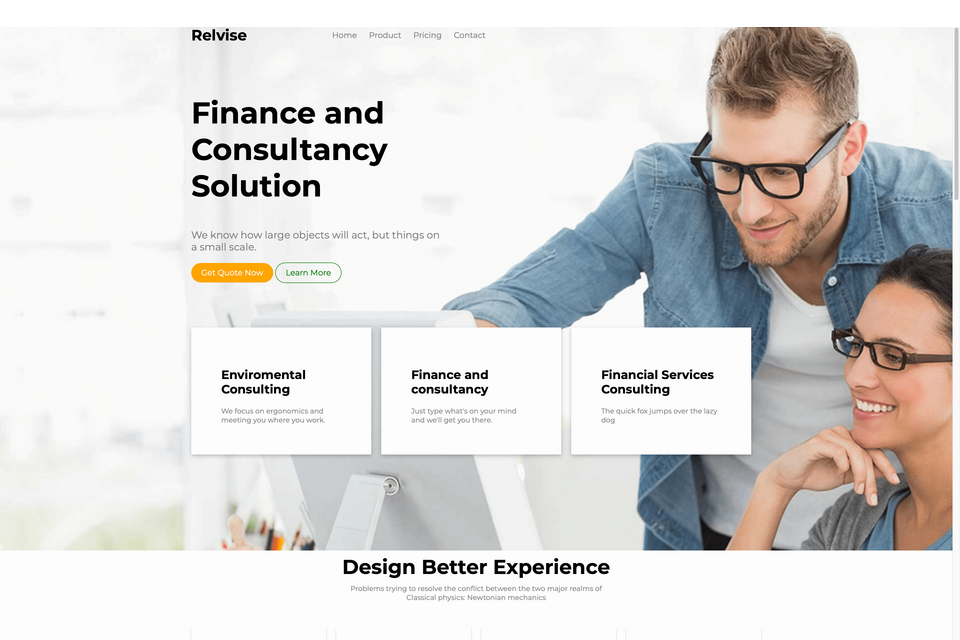 Relvise
Home Product Pricing Contact
Finance and
Consultancy
Solution
We know how large objects will act, but things on
a small scale.
Get Quote Now Learn More
Enviromental
Consulting
We focus on ergonomics and
meeting you where you work.
Finance and
consultancy
Just type what's on your mind
and we'll get you there.
Financial Services
Consulting
The quick fox jumps over the lazy
dog
Design Better Experience
Problems trying to resolve the conflict between the two major realms of
Classical physics: Newtonian mechanics